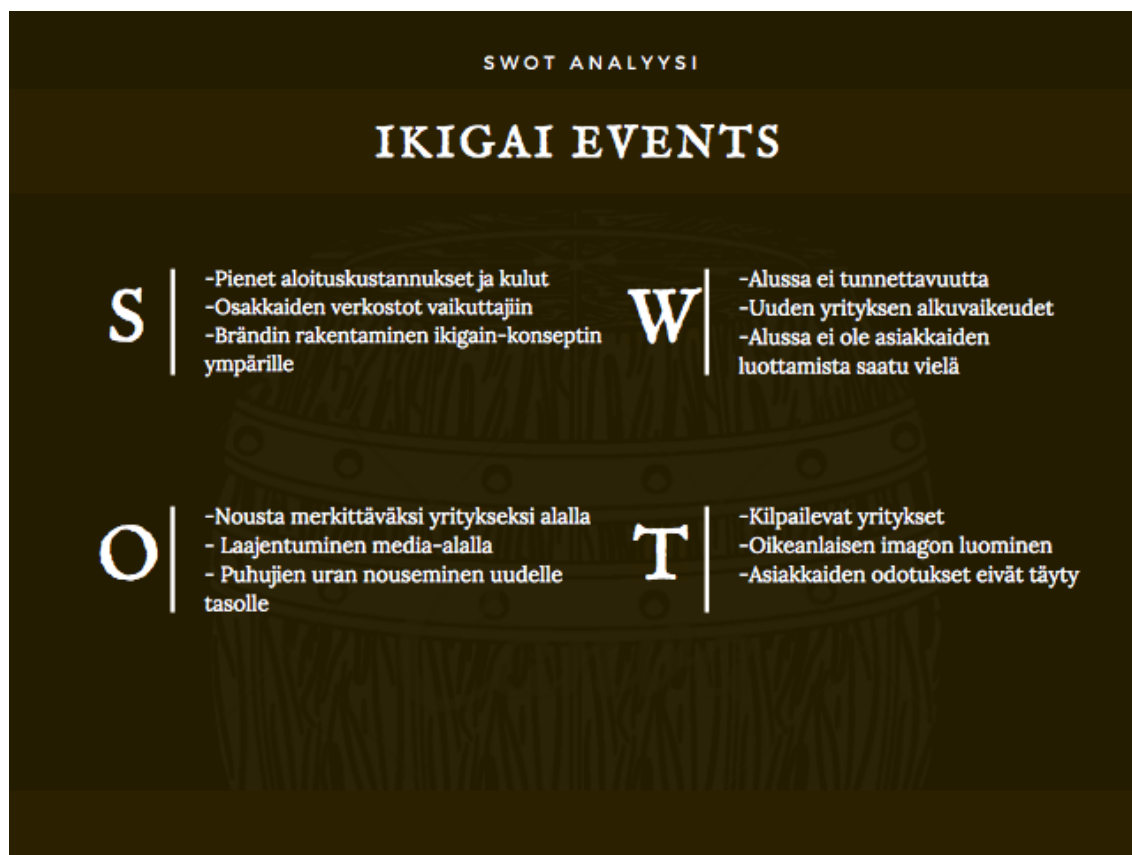 SWOT ANALYYSI
IKIGAI EVENTS
S
-Pienet aloituskustannukset ja kulut
-Osakkaiden verkostot vaikuttajiin
-Brändin rakentaminen ikigain-konseptin
ympärille
W
-Alussa ei tunnettavuutta
-Uuden yrityksen alkuvaikeudet
-Alussa ei ole asiakkaiden
luottamista saatu vielä
O
-Nousta merkittäväksi yritykseksi alalla
- Laajentuminen media-alalla
- Puhujien uran nouseminen uudelle
tasolle
T
-Kilpailevat yritykset
-Oikeanlaisen imagon luominen
-Asiakkaiden odotukset eivät täyty